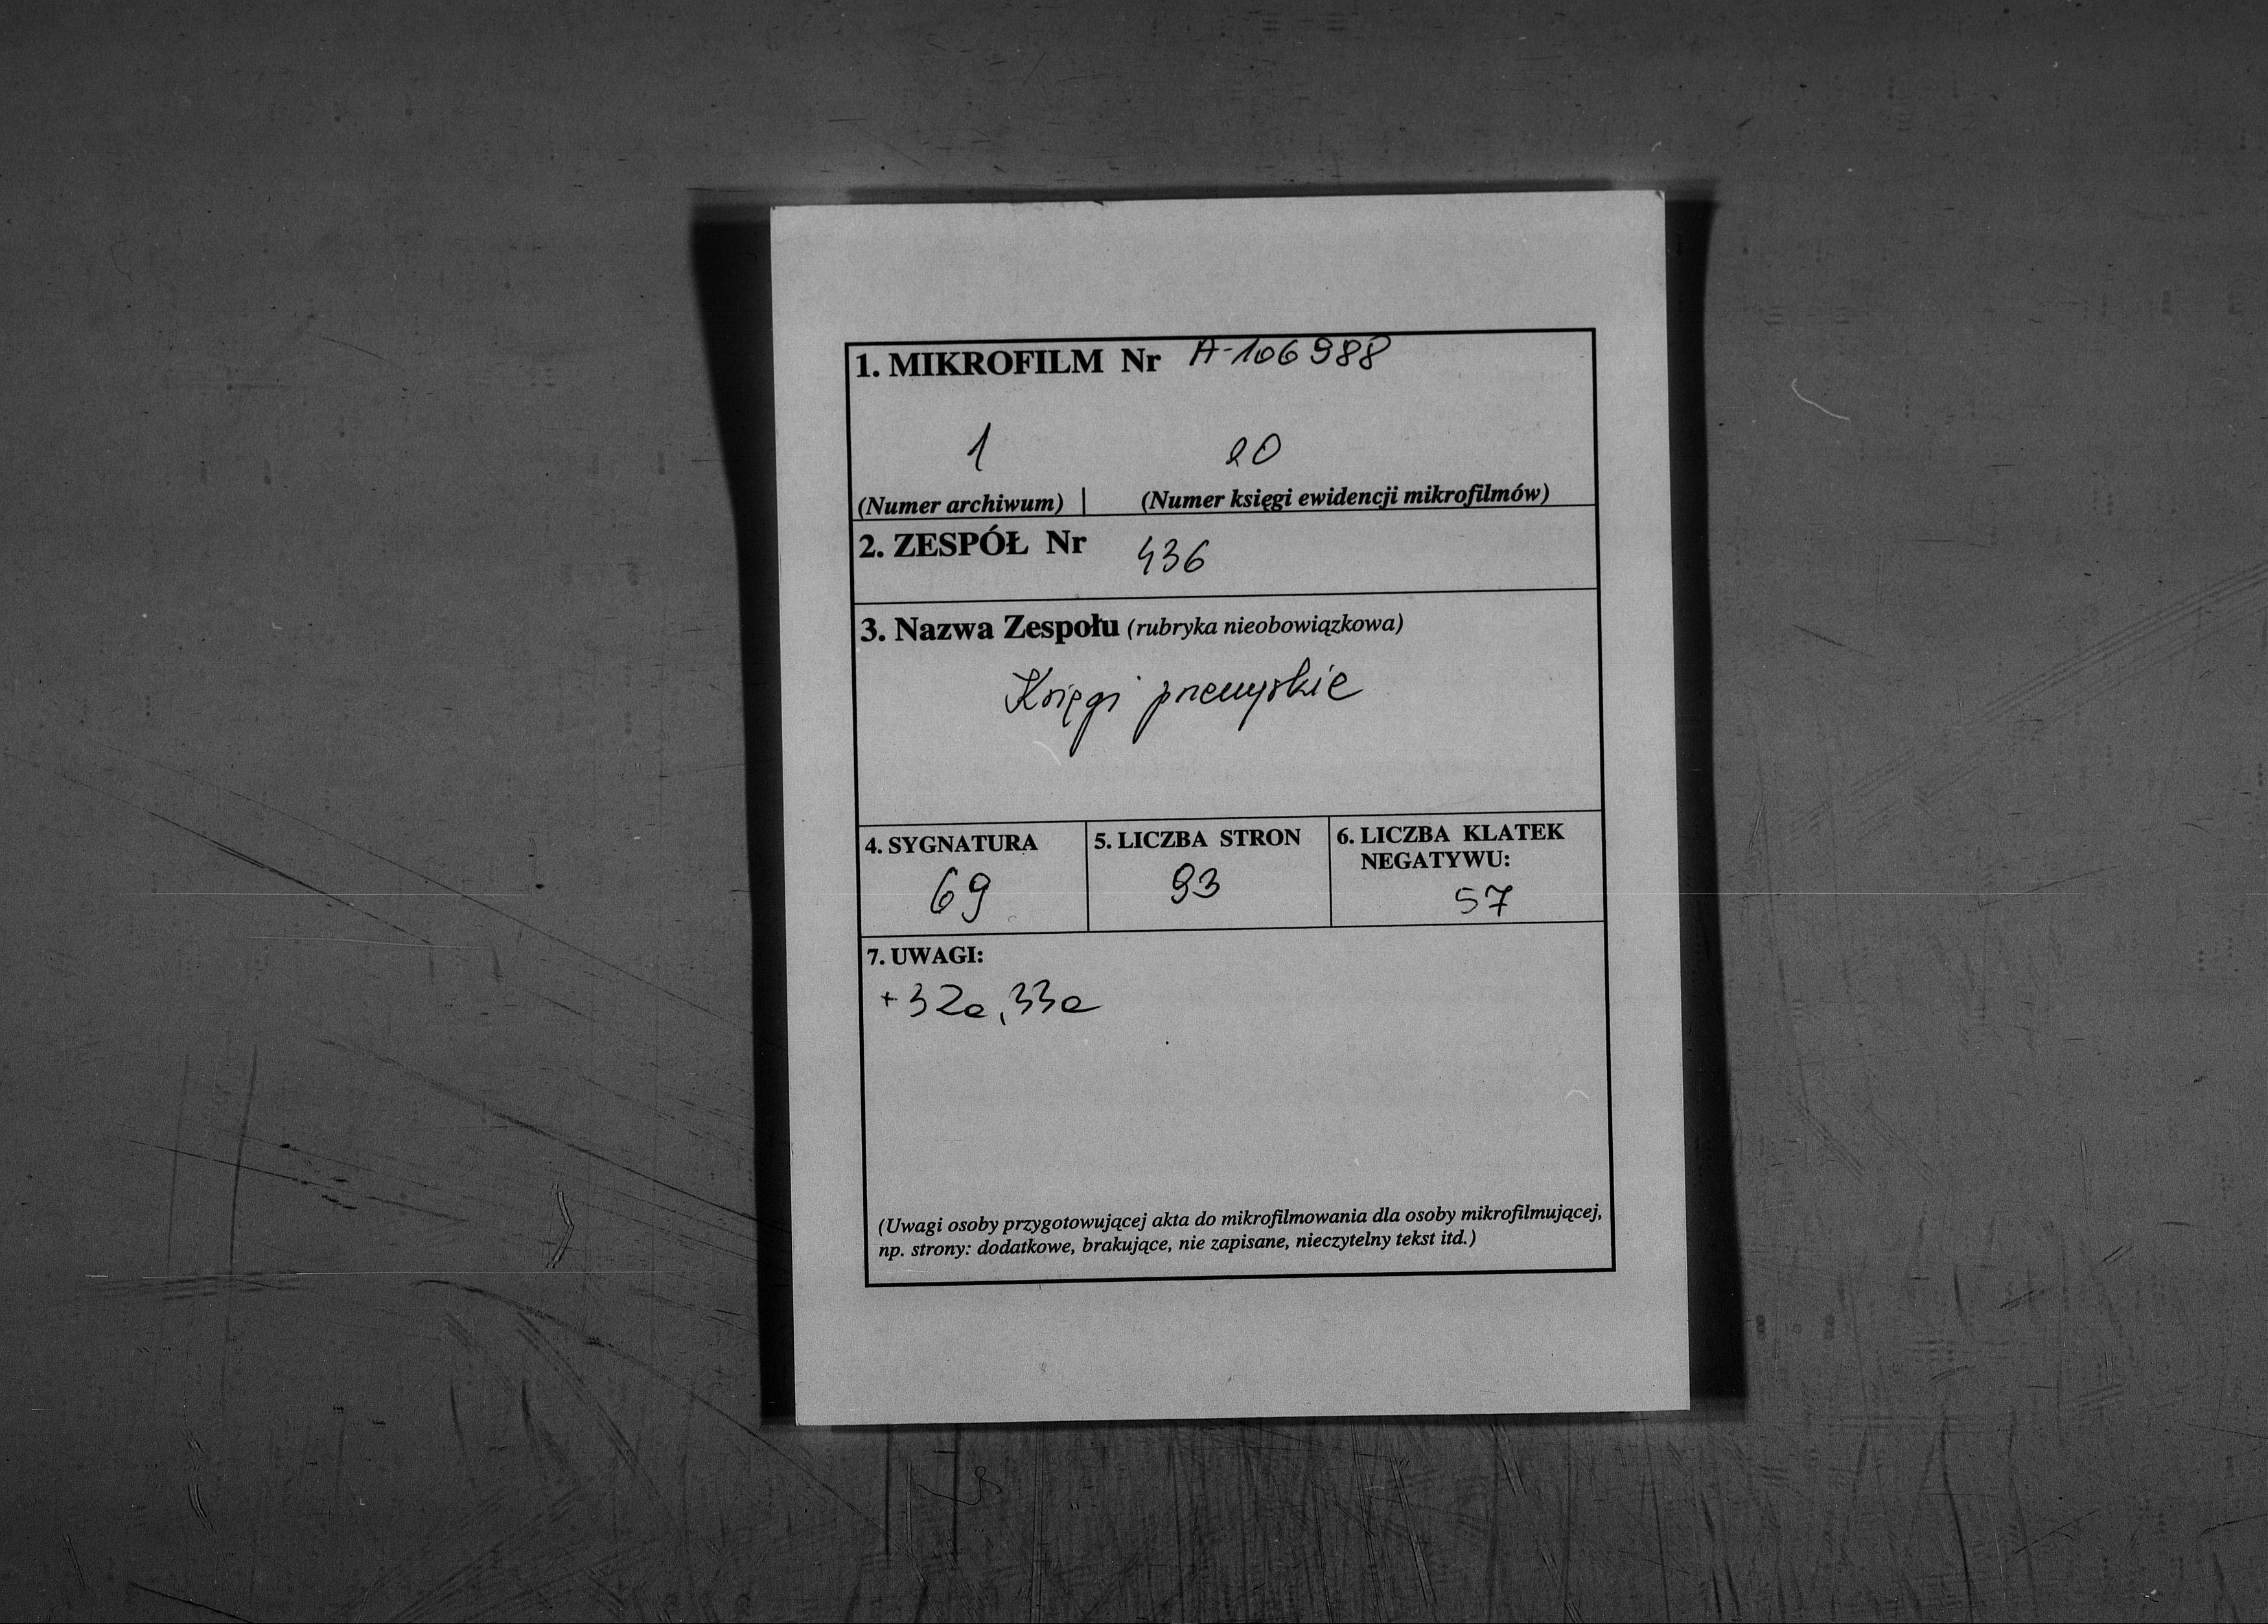 1. MIKROFILM Nr A-106988
1 20
(Numer archiwum) | (Numer księgi ewidencji mikrofilmów)
2. ZESPÓŁ Nr 436
3. Nazwa Zespołu (rubryka nieobowiązkowa)
Księgi przemyskie
4. SYGNATURA 5. LICZBA STRON 6. LICZBA KLATEK
NEGATYWU:
69 93 57
7. UWAGI:
+32a, 33a
(Uwagi osoby przygotowującej akta do mikrofilmowania dla osoby mikrofilmującej,
np. strony: dodatkowe, brakujące, nie zapisane, nieczytelny tekst itd.)